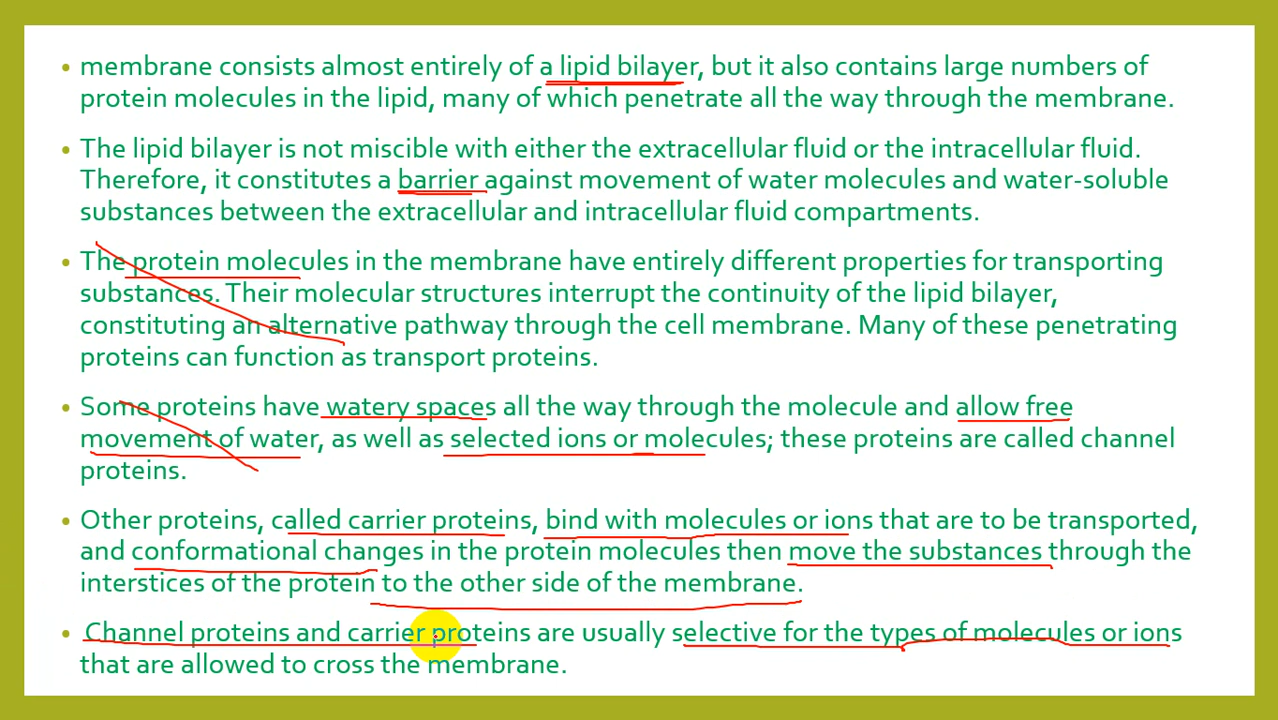 • membrane consists almost entirely of a lipid bilayer, but it also contains large numbers of
protein molecules in the lipid, many of which penetrate all the way through the membrane.
• The lipid bilayer is not miscible with either the extracellular fluid or the intracellular fluid.
Therefore, it constitutes a barrier against movement of water molecules and water-soluble
substances between the extracellular and intracellular fluid compartments.
• The protein molecules in the membrane have entirely different properties for transporting
substances. Their molecular structures interrupt the continuity of the lipid bilayer,
constituting an alternative pathway through the cell membrane. Many of these penetrating
proteins can function as transport proteins.
• Some proteins have watery spaces all the way through the molecule and allow free
movement of water, as well as selected ions or molecules; these proteins are called channel
proteins.
• Other proteins, called carrier proteins, bind with molecules or ions that are to be transported,
and conformational changes in the protein molecules then move the substances through the
interstices of the protein to the other side of the membrane.
• Channel proteins and carrier proteins are usually selective for the types of molecules or ions
that are allowed to cross the membrane.